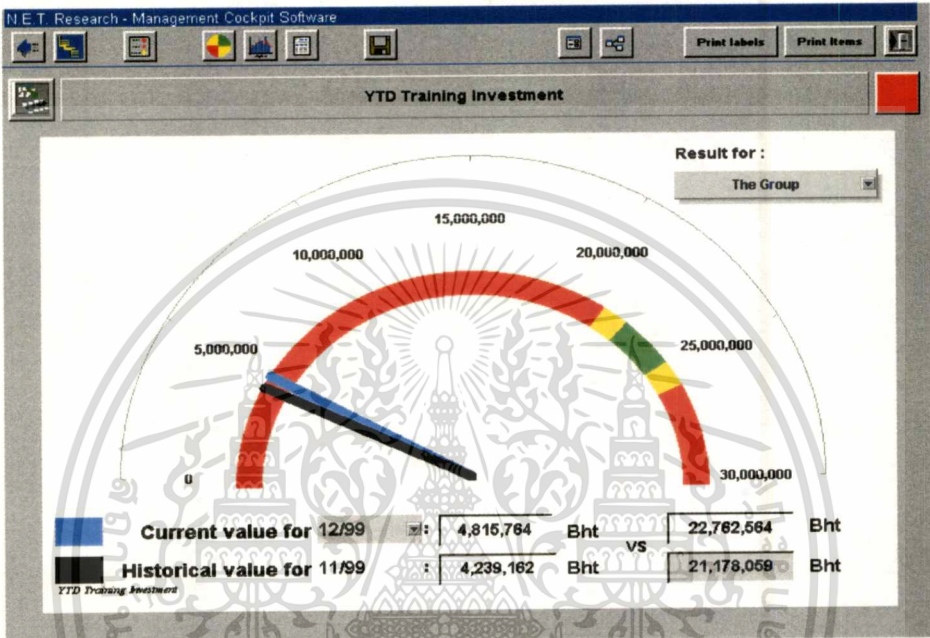 N.E.T. Research - Management Cockpit Software
Print labels Print Items
YTD Training Investment
Result for :
The Group
15,000,000
10,000,000 20,000,000
5,000,000 25,000,000
0 30,000,000
Current value for 12/99 : 4,815,764 Bht vs 22,762,564 Bht
Historical value for 11/99 : 4,239,162 Bht 21,178,059 Bht
YTD Training Investment